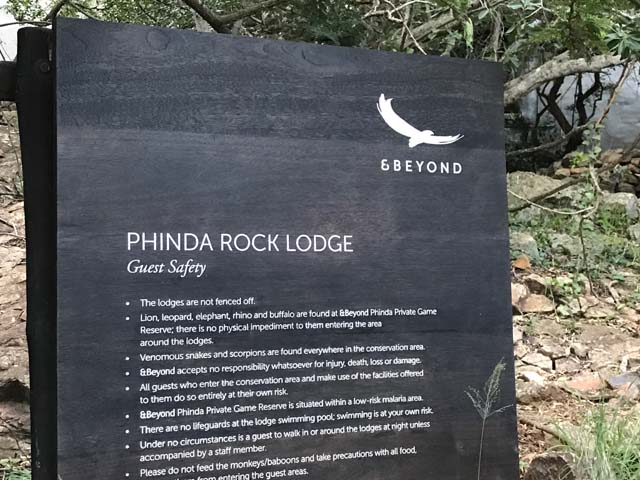 &BEYOND
PHINDA ROCK LODGE
Guest Safety
• The lodges are not fenced off.
• Lion, leopard, elephant, rhino and buffalo are found at &Beyond Phinda Private Game
Reserve; there is no physical impediment to them entering the area
around the lodges.
• Venomous snakes and scorpions are found everywhere in the conservation area.
• &Beyond accepts no responsibility whatsoever for injury, death, loss or damage.
• All guests who enter the conservation area and make use of the facilities offered
to them do so entirely at their own risk.
• &Beyond Phinda Private Game Reserve is situated within a low-risk malaria area.
• There are no lifeguards at the lodge swimming pool; swimming is at your own risk.
• Under no circumstances is a guest to walk in or around the lodges at night unless
accompanied by a staff member.
• Please do not feed the monkeys/baboons and take precautions with all food,
from entering the guest areas.